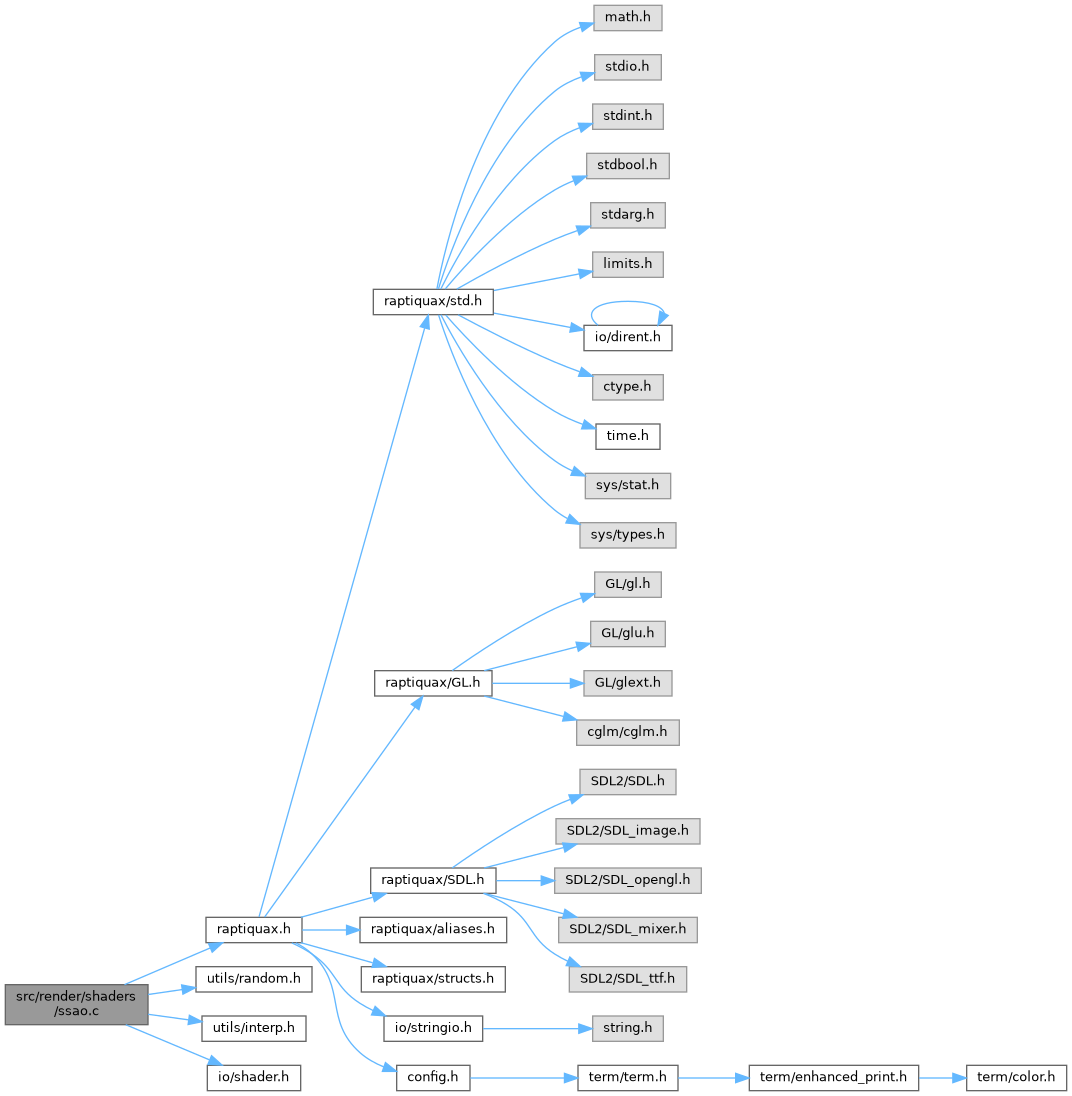 math.h
stdio.h
stdint.h
stdbool.h
stdarg.h
limits.h
raptiquax/std.h
io/dirent.h
ctype.h
time.h
sys/stat.h
sys/types.h
GL/gl.h
GL/glu.h
raptiquax/GL.h
GL/glext.h
cglm/cglm.h
SDL2/SDL.h
SDL2/SDL_image.h
raptiquax/SDL.h
SDL2/SDL_opengl.h
raptiquax.h
raptiquax/aliases.h
SDL2/SDL_mixer.h
utils/random.h
raptiquax/structs.h
SDL2/SDL_ttf.h
src/render/shaders
/ssao.c
utils/interp.h
io/stringio.h
string.h
io/shader.h
config.h
term/term.h
term/enhanced_print.h
term/color.h